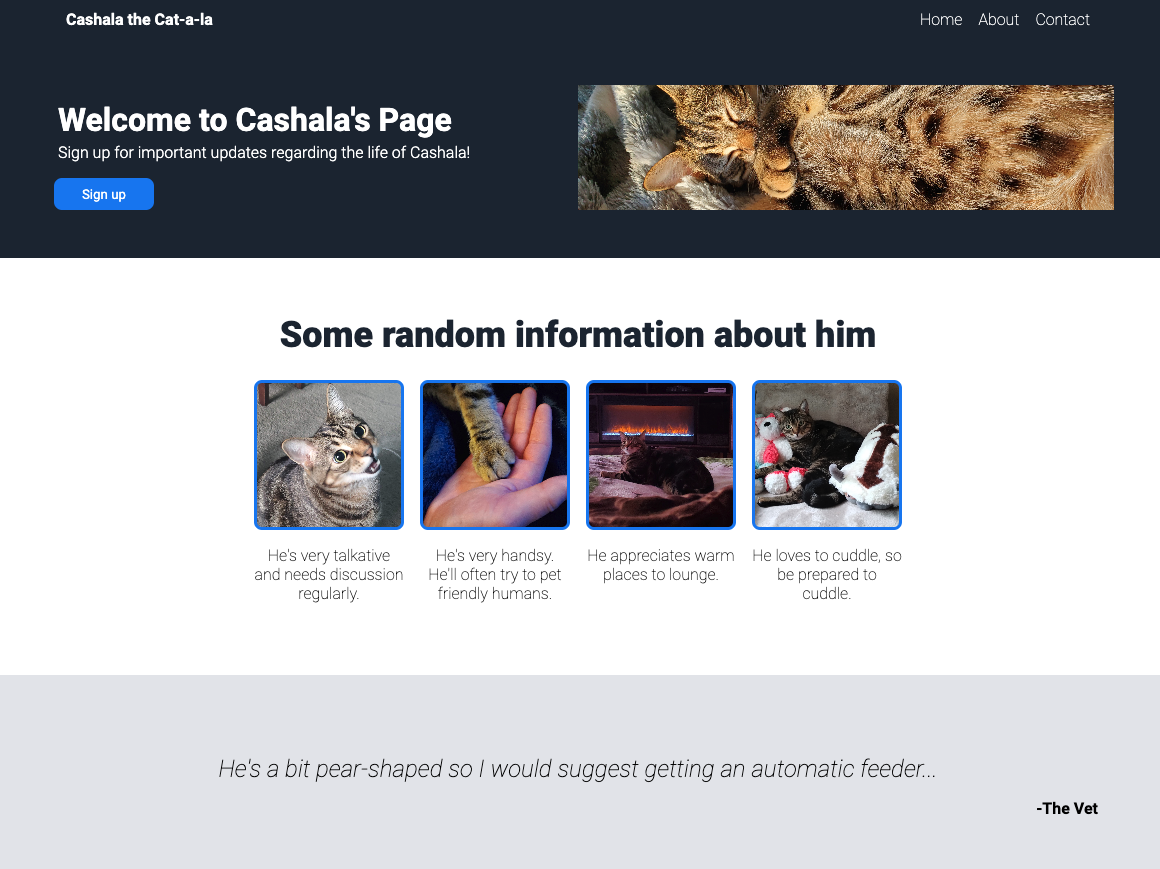 Cashala the Cat-a-la
Home About Contact
Welcome to Cashala's Page
Sign up for important updates regarding the life of Cashala!
Sign up
Some random information about him
He's very talkative
and needs discussion
regularly.
He's very handsy.
He'll often try to pet
friendly humans.
He appreciates warm
places to lounge.
He loves to cuddle, so
be prepared to
cuddle.
He's a bit pear-shaped so I would suggest getting an automatic feeder...
-The Vet